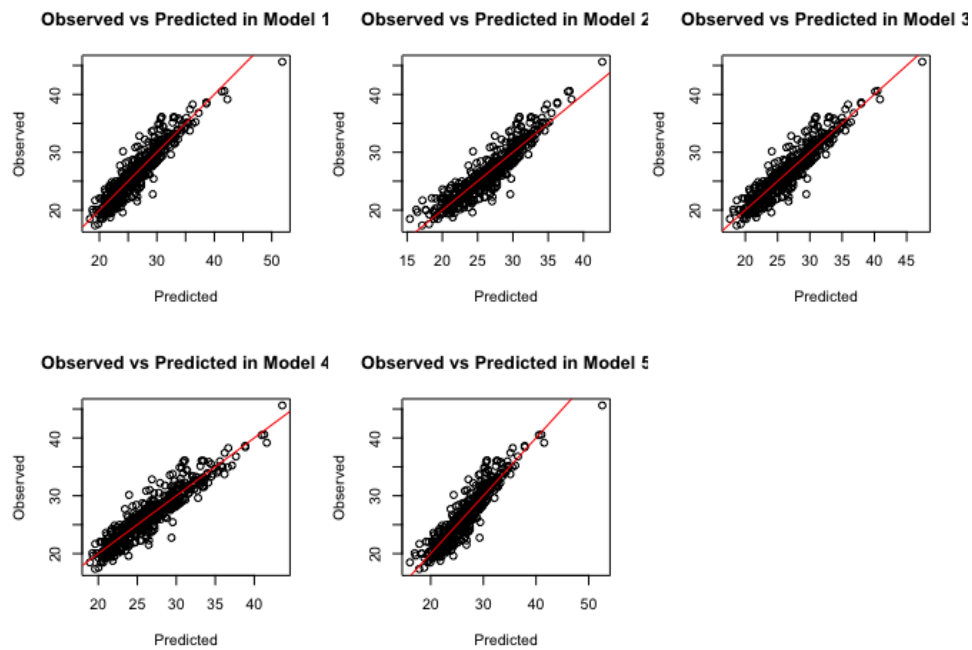 Observed vs Predicted in Model 1
Observed
20 30 40
20 30 40 50
Predicted
Observed vs Predicted in Model 2
Observed
20 30 40
15 20 25 30 35 40
Predicted
Observed vs Predicted in Model 3
Observed
20 30 40
20 25 30 35 40 45
Predicted
Observed vs Predicted in Model 4
Observed
20 30 40
20 25 30 35 40
Predicted
Observed vs Predicted in Model 5
Observed
20 30 40
20 30 40 50
Predicted